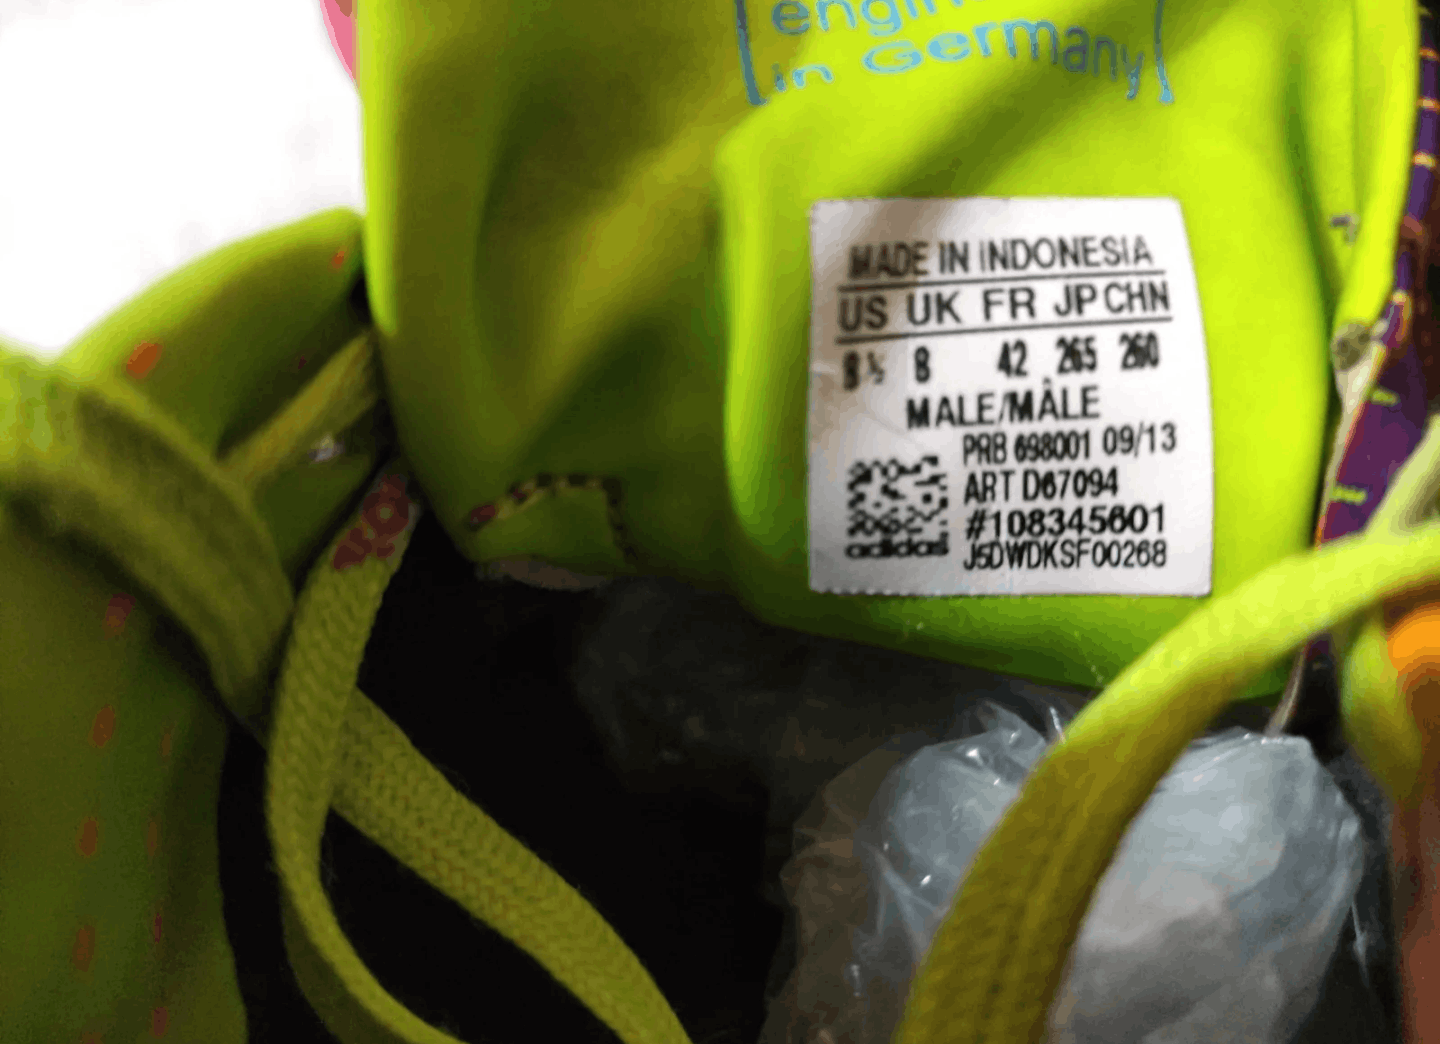 in Germany
MADE IN INDONESIA
US UK FR JP CHN
8½ 8 42 265 260
MALE/MÂLE
PRB 698001 09/13
ART D67094
#108345601
adidas J5DWDKSF00268